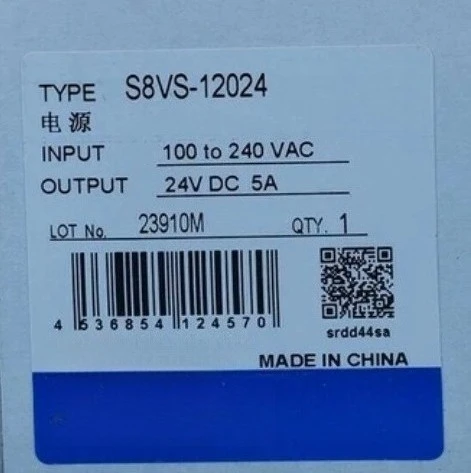 TYPE S8VS-12024
电源
INPUT 100 to 240 VAC
OUTPUT 24V DC 5A
LOT No. 23910M QTY. 1
4 536854 124570
srdd44sa
MADE IN CHINA